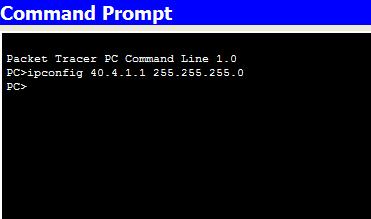 Command Prompt
Packet Tracer PC Command Line 1.0
PC>ipconfig 40.4.1.1 255.255.255.0
PC>